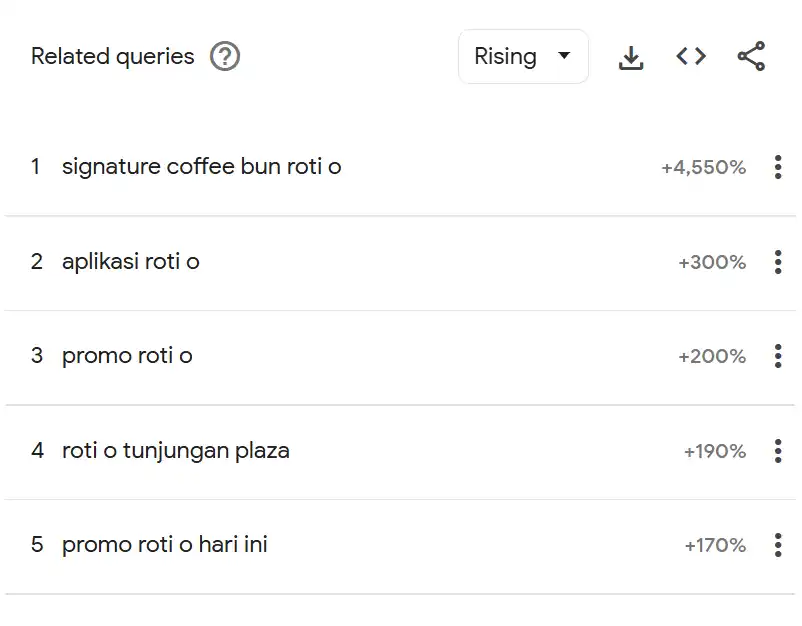 Related queries
Rising
1 signature coffee bun roti o +4,550%
2 aplikasi roti o +300%
3 promo roti o +200%
4 roti o tunjungan plaza +190%
5 promo roti o hari ini +170%